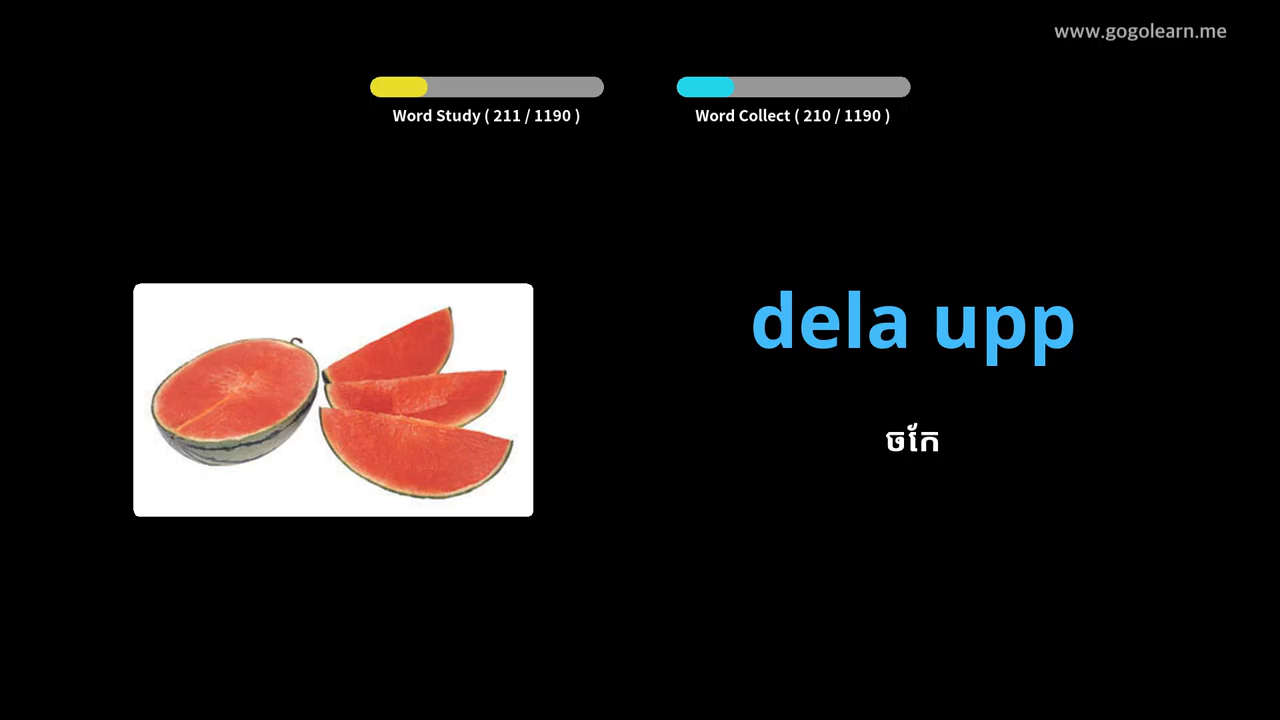 www.gogolearn.me
Word Study ( 211 / 1190 )
Word Collect ( 210 / 1190 )
dela upp
ចកែ